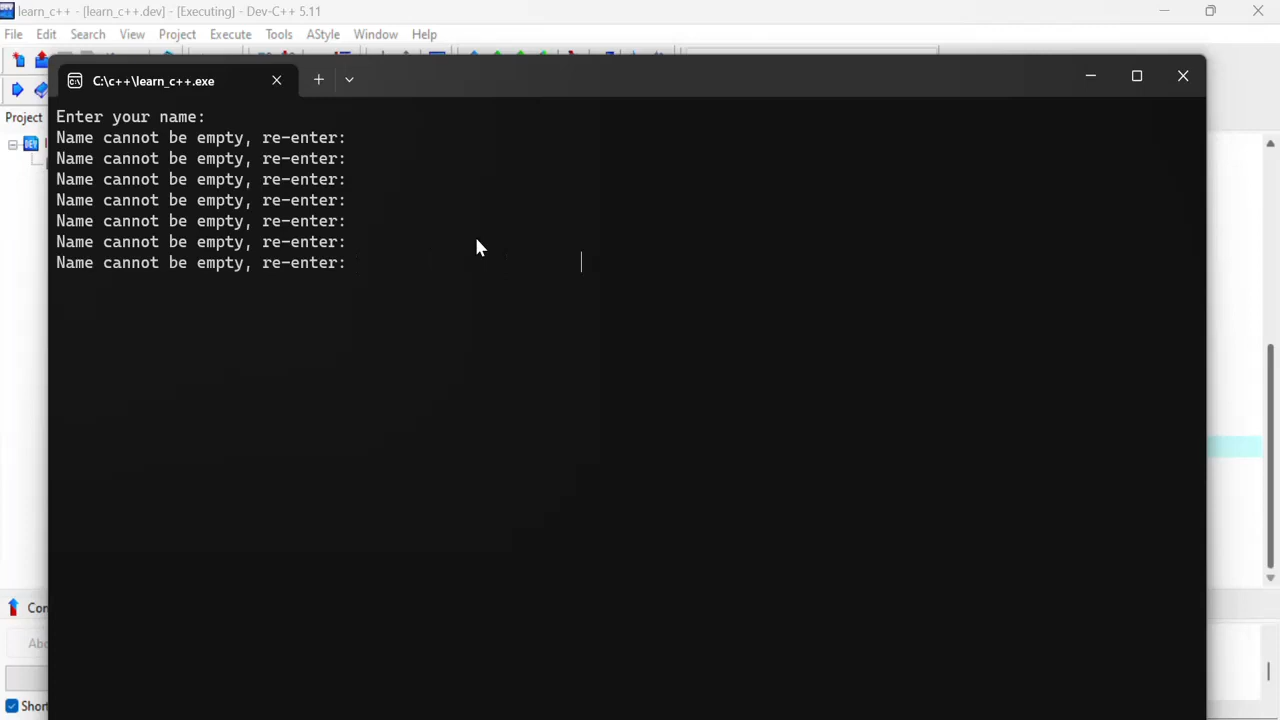 learn_c++ - [learn_c++.dev] - [Executing] - Dev-C++ 5.11
File Edit Search View Project Execute Tools AStyle Window Help
C:\c++\learn_c++.exe
Project
Enter your name:
Name cannot be empty, re-enter:
Name cannot be empty, re-enter:
Name cannot be empty, re-enter:
Name cannot be empty, re-enter:
Name cannot be empty, re-enter:
Name cannot be empty, re-enter:
Name cannot be empty, re-enter: